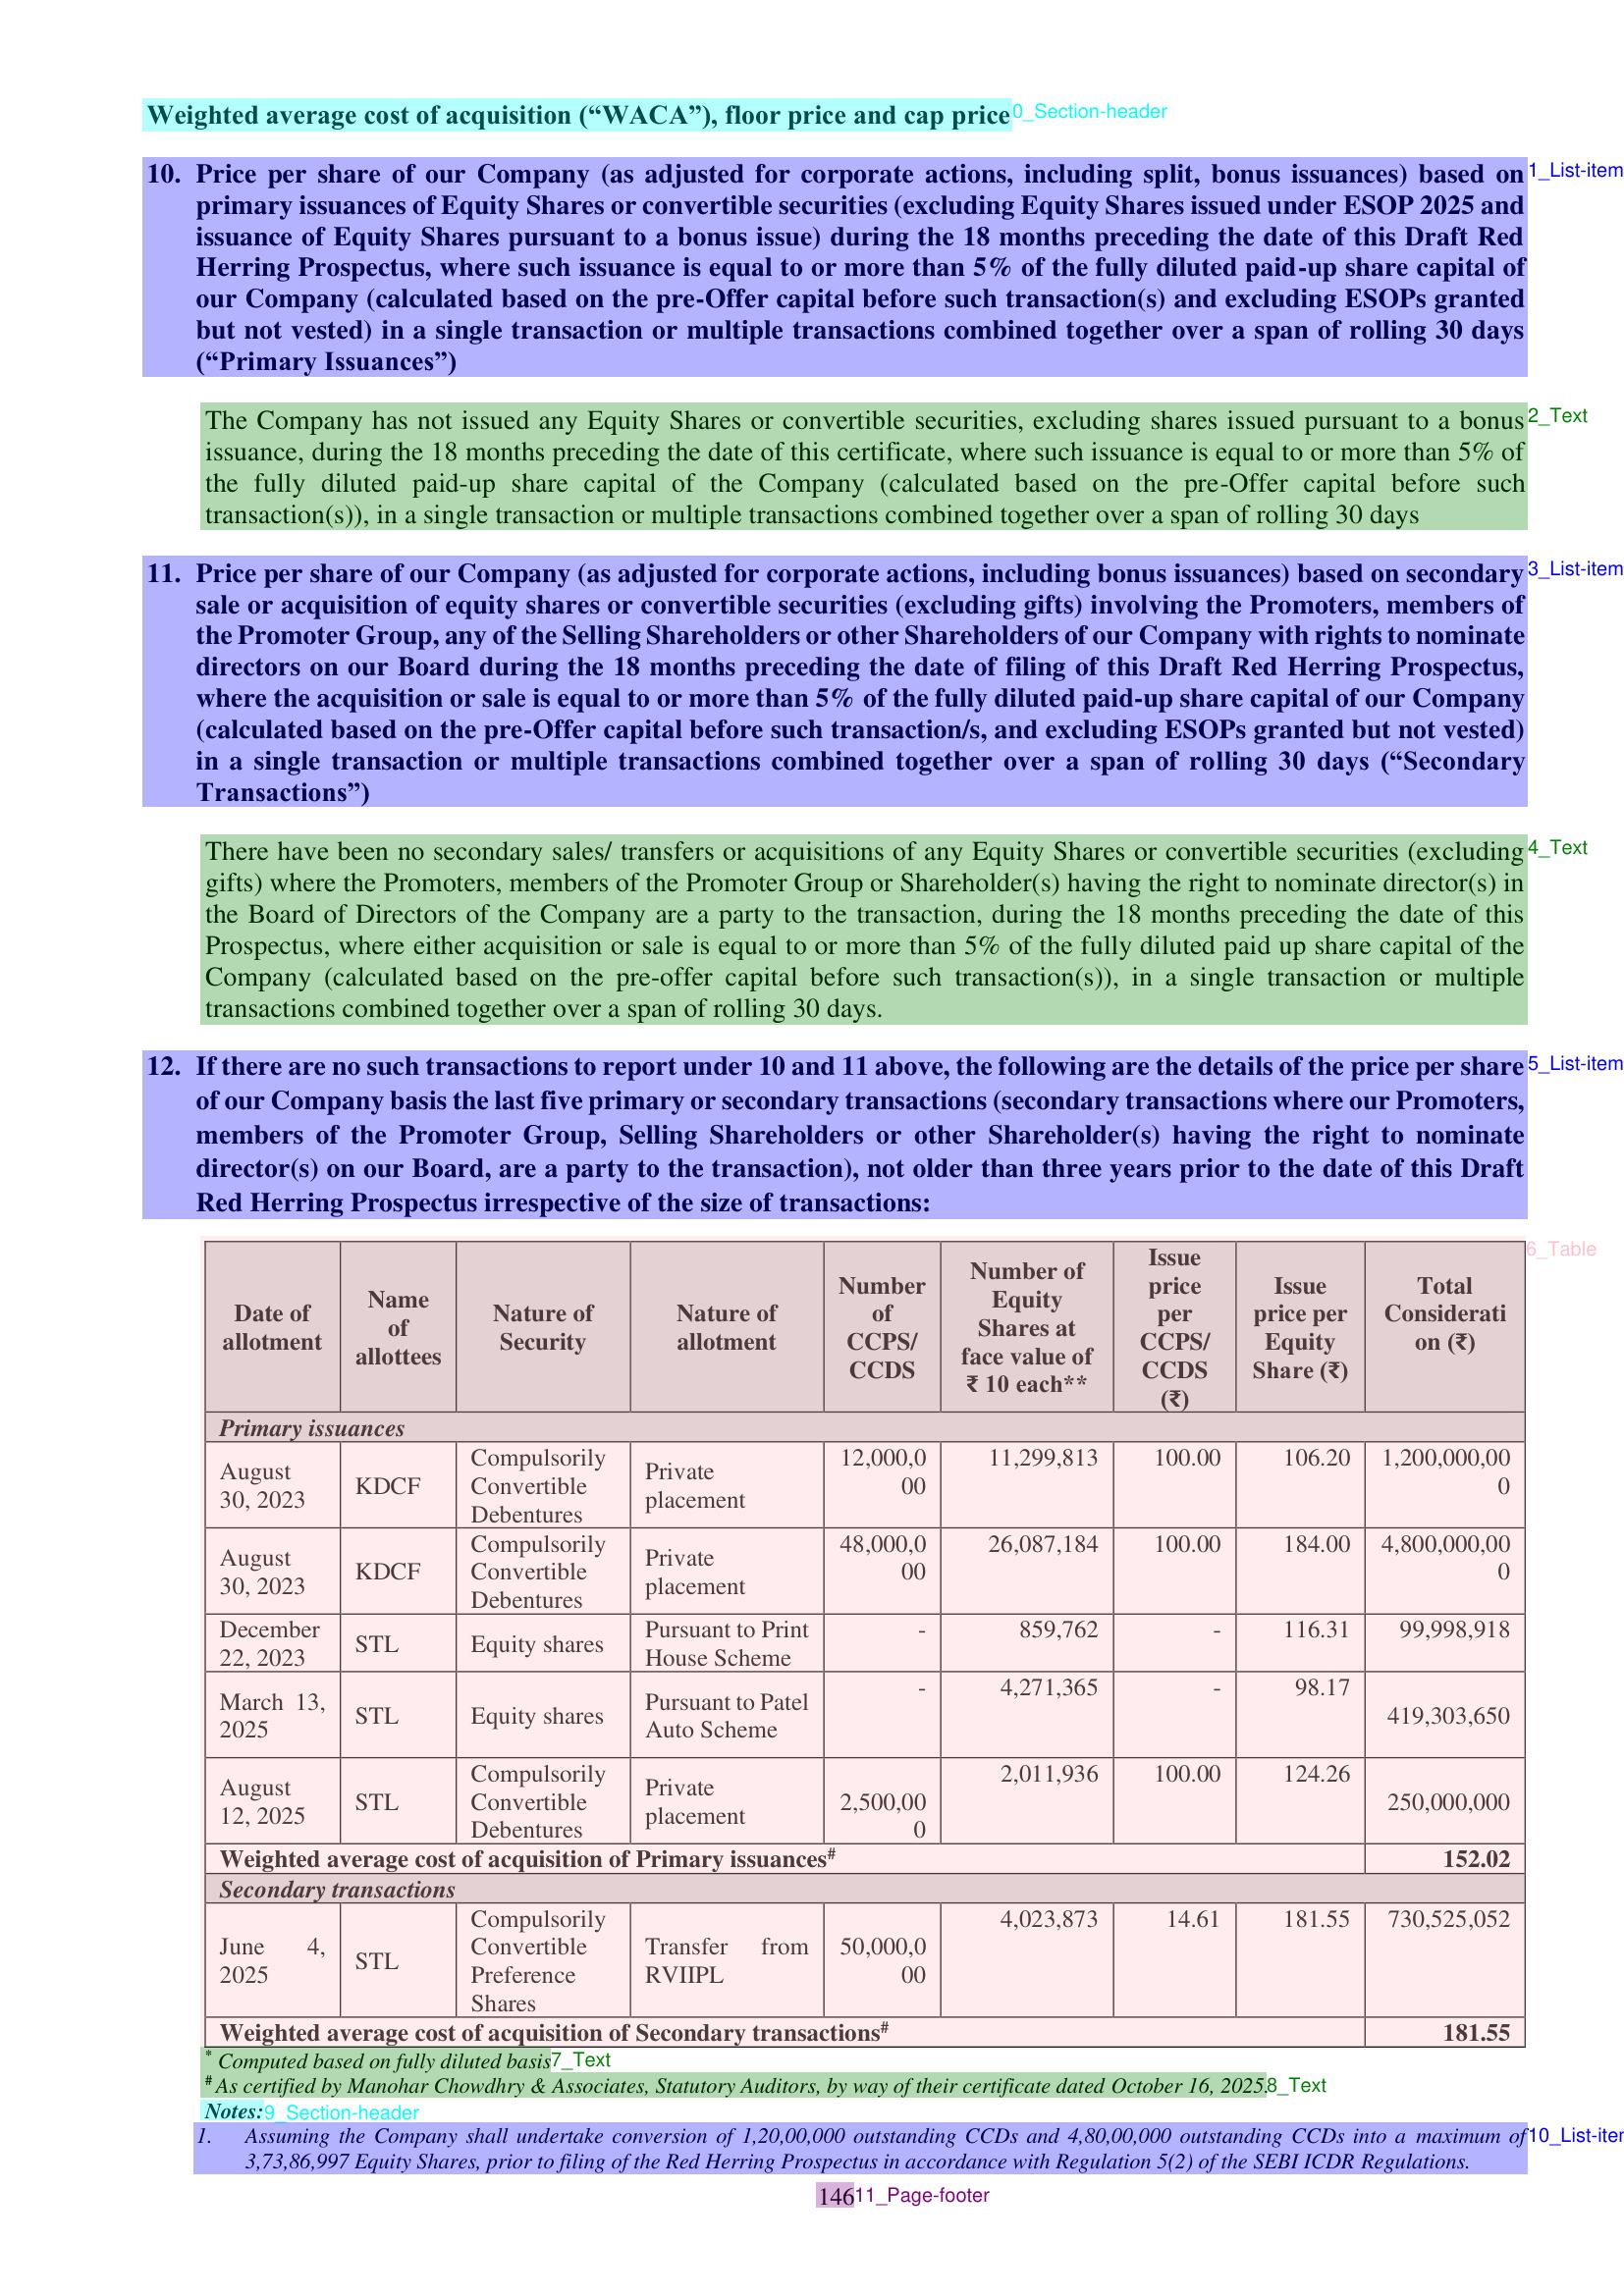 Weighted average cost of acquisition (“WACA”), floor price and cap price 0_Section-header
10. Price per share of our Company (as adjusted for corporate actions, including split, bonus issuances) based on 1_List-item
primary issuances of Equity Shares or convertible securities (excluding Equity Shares issued under ESOP 2025 and
issuance of Equity Shares pursuant to a bonus issue) during the 18 months preceding the date of this Draft Red
Herring Prospectus, where such issuance is equal to or more than 5% of the fully diluted paid-up share capital of
our Company (calculated based on the pre-Offer capital before such transaction(s) and excluding ESOPs granted
but not vested) in a single transaction or multiple transactions combined together over a span of rolling 30 days
(“Primary Issuances”)
The Company has not issued any Equity Shares or convertible securities, excluding shares issued pursuant to a bonus 2_Text
issuance, during the 18 months preceding the date of this certificate, where such issuance is equal to or more than 5% of
the fully diluted paid-up share capital of the Company (calculated based on the pre-Offer capital before such
transaction(s)), in a single transaction or multiple transactions combined together over a span of rolling 30 days
11. Price per share of our Company (as adjusted for corporate actions, including bonus issuances) based on secondary 3_List-item
sale or acquisition of equity shares or convertible securities (excluding gifts) involving the Promoters, members of
the Promoter Group, any of the Selling Shareholders or other Shareholders of our Company with rights to nominate
directors on our Board during the 18 months preceding the date of filing of this Draft Red Herring Prospectus,
where the acquisition or sale is equal to or more than 5% of the fully diluted paid-up share capital of our Company
(calculated based on the pre-Offer capital before such transaction/s, and excluding ESOPs granted but not vested)
in a single transaction or multiple transactions combined together over a span of rolling 30 days (“Secondary
Transactions”)
There have been no secondary sales/ transfers or acquisitions of any Equity Shares or convertible securities (excluding 4_Text
gifts) where the Promoters, members of the Promoter Group or Shareholder(s) having the right to nominate director(s) in
the Board of Directors of the Company are a party to the transaction, during the 18 months preceding the date of this
Prospectus, where either acquisition or sale is equal to or more than 5% of the fully diluted paid up share capital of the
Company (calculated based on the pre-offer capital before such transaction(s)), in a single transaction or multiple
transactions combined together over a span of rolling 30 days.
12. If there are no such transactions to report under 10 and 11 above, the following are the details of the price per share 5_List-item
of our Company basis the last five primary or secondary transactions (secondary transactions where our Promoters,
members of the Promoter Group, Selling Shareholders or other Shareholder(s) having the right to nominate
director(s) on our Board, are a party to the transaction), not older than three years prior to the date of this Draft
Red Herring Prospectus irrespective of the size of transactions:
6_Table
Date of
allotment
Name
of
allottees
Nature of
Security
Nature of
allotment
Number
of
CCPS/
CCDS
Number of
Equity
Shares at
face value of
₹ 10 each**
Issue
price
per
CCPS/
CCDS
(₹)
Issue
price per
Equity
Share (₹)
Total
Considerati
on (₹)
Primary issuances
August
30, 2023
KDCF
Compulsorily
Convertible
Debentures
Private
placement
12,000,0
00
11,299,813
100.00
106.20
1,200,000,00
0
August
30, 2023
KDCF
Compulsorily
Convertible
Debentures
Private
placement
48,000,0
00
26,087,184
100.00
184.00
4,800,000,00
0
December
22, 2023
STL
Equity shares
Pursuant to Print
House Scheme
-
859,762
-
116.31
99,998,918
March 13,
2025
STL
Equity shares
Pursuant to Patel
Auto Scheme
-
4,271,365
-
98.17
419,303,650
August
12, 2025
STL
Compulsorily
Convertible
Debentures
Private
placement
2,500,00
0
2,011,936
100.00
124.26
250,000,000
Weighted average cost of acquisition of Primary issuances# 152.02
Secondary transactions
June 4,
2025
STL
Compulsorily
Convertible
Preference
Shares
Transfer from
RVIIPL
50,000,0
00
4,023,873
14.61
181.55
730,525,052
Weighted average cost of acquisition of Secondary transactions# 181.55
* Computed based on fully diluted basis 7_Text
# As certified by Manohar Chowdhry & Associates, Statutory Auditors, by way of their certificate dated October 16, 2025. 8_Text
Notes: 9_Section-header
1. Assuming the Company shall undertake conversion of 1,20,00,000 outstanding CCDs and 4,80,00,000 outstanding CCDs into a maximum of 10_List-iter
3,73,86,997 Equity Shares, prior to filing of the Red Herring Prospectus in accordance with Regulation 5(2) of the SEBI ICDR Regulations.
146 11_Page-footer